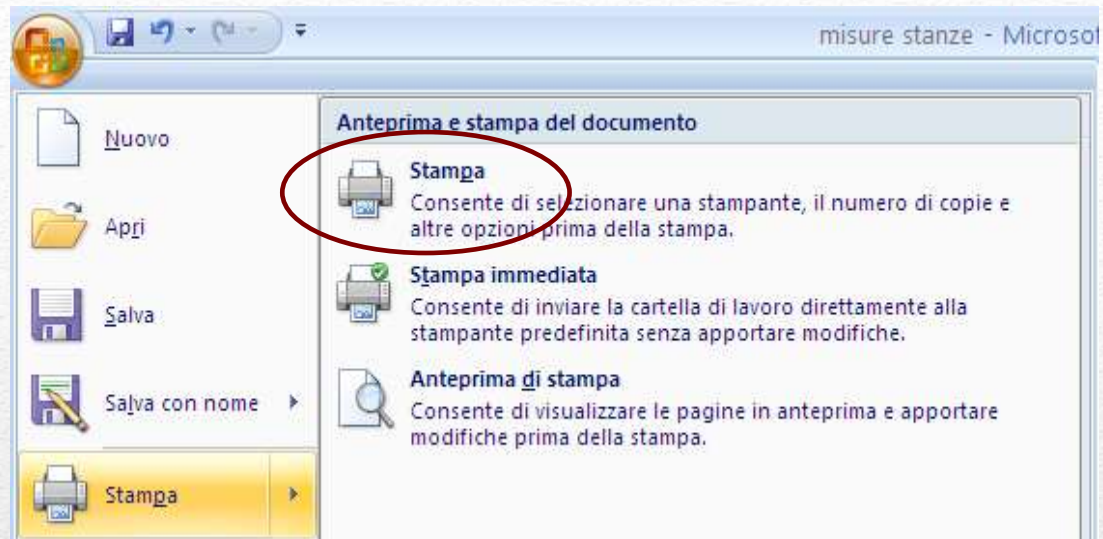 misure stanze - Microsof
Nuovo
Apri
Salva
Salva con nome
Stampa
Anteprima e stampa del documento
Stampa
Consente di selezionare una stampante, il numero di copie e
altre opzioni prima della stampa.
Stampa immediata
Consente di inviare la cartella di lavoro direttamente alla
stampante predefinita senza apportare modifiche.
Anteprima di stampa
Consente di visualizzare le pagine in anteprima e apportare
modifiche prima della stampa.